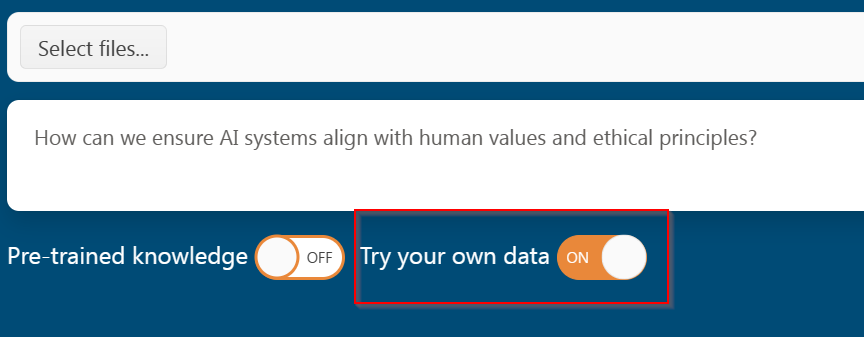 Select files...
How can we ensure AI systems align with human values and ethical principles?
Pre-trained knowledge OFF Try your own data ON